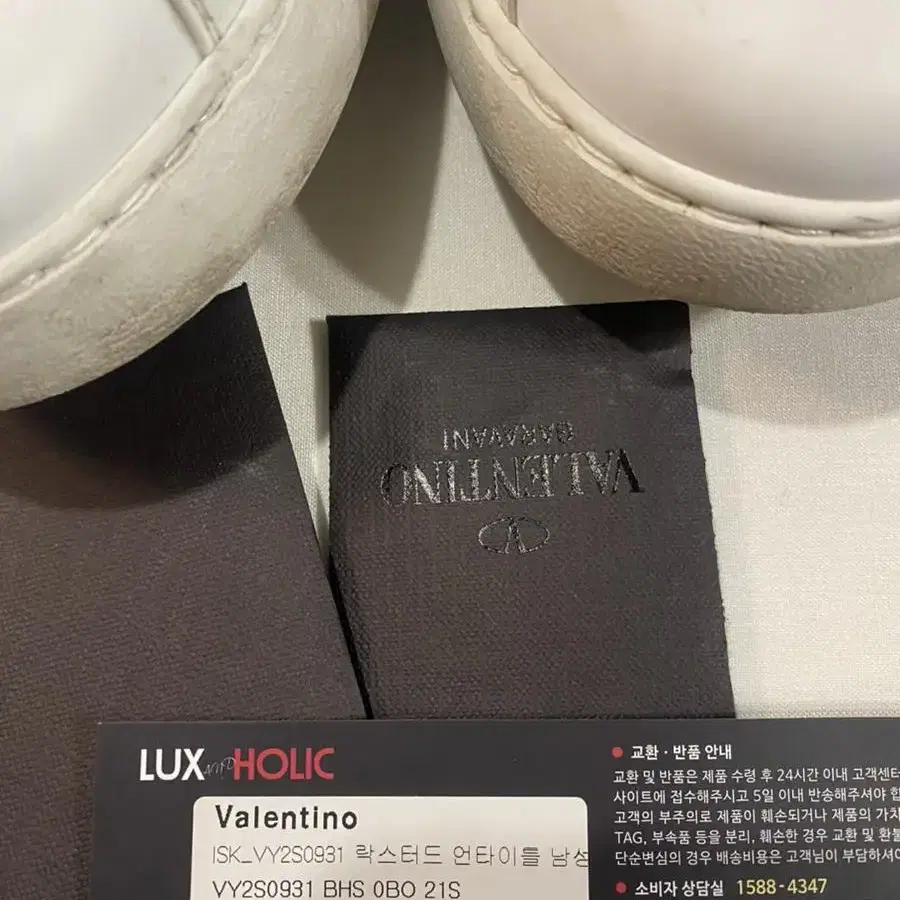 VALENTINO
GARAVANI
LUX AND HOLIC
Valentino
ISK_VY2S0931 락스터드 언타이틀 남성
VY2S0931 BHS 0BO 21S
● 교환 · 반품 안내
교환 및 반품은 제품 수령 후 24시간 이내 고객센터
사이트에 접수해주시고 5일 이내 반송해주셔야 합
고객의 부주의로 제품이 훼손되거나 제품의 가치
TAG, 부속품 등을 분리, 훼손한 경우 교환 및 환불
단순변심의 경우 배송비용은 고객님이 부담하셔야
● 소비자 상담실 1588-4347